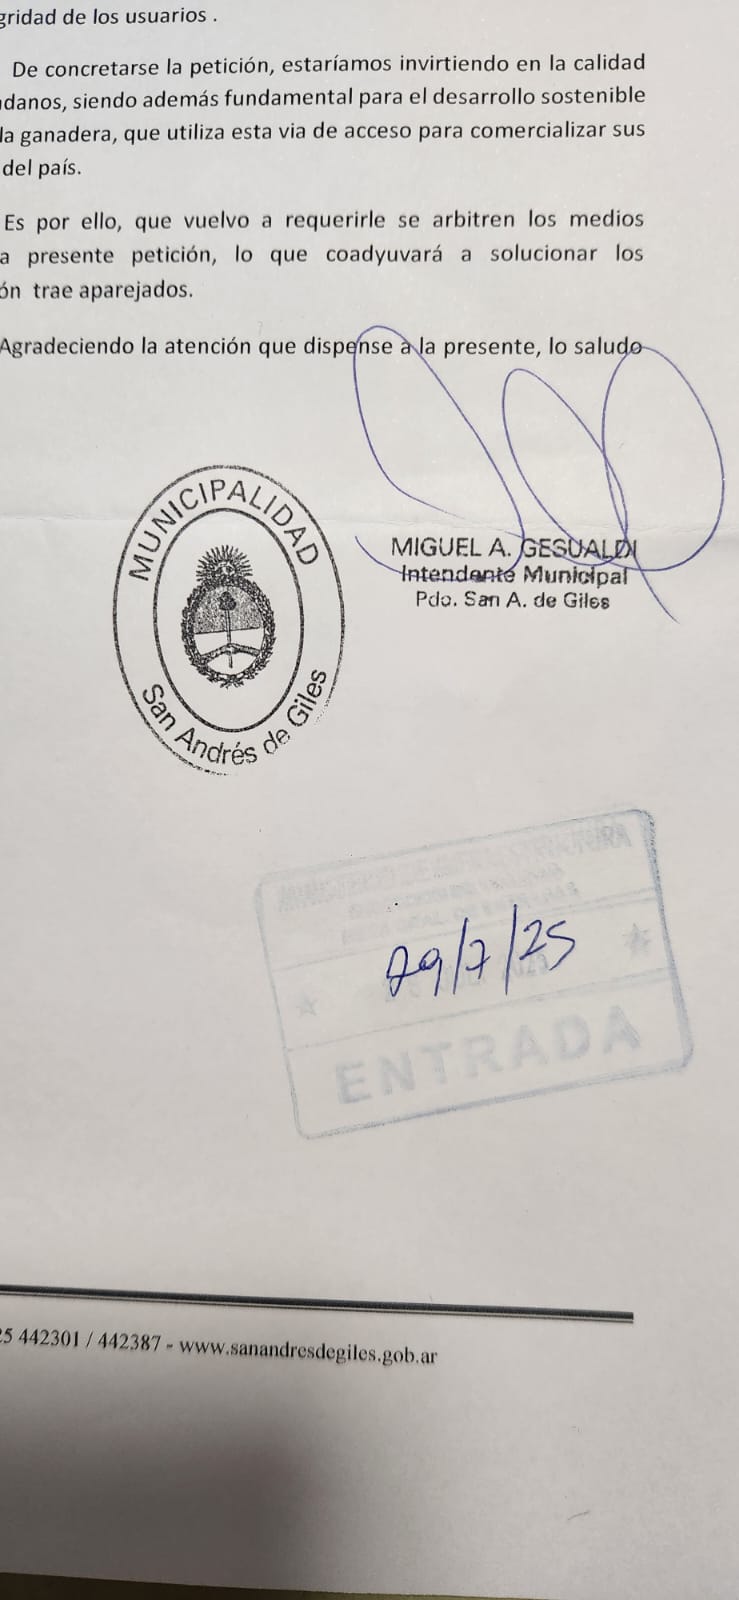 gridad de los usuarios .
De concretarse la petición, estaríamos invirtiendo en la calidad
danos, siendo además fundamental para el desarrollo sostenible
la ganadera, que utiliza esta via de acceso para comercializar sus
del país.
Es por ello, que vuelvo a requerirle se arbitren los medios
a presente petición, lo que coadyuvará a solucionar los
ón trae aparejados.
Agradeciendo la atención que dispense a la presente, lo saludo
MUNICIPALIDAD
San Andrés de Giles
MIGUEL A. GESUALDI
Intendente Municipal
Pdo. San A. de Giles
29/7/25
ENTRADA
25 442301 / 442387 - www.sanandresdegiles.gob.ar